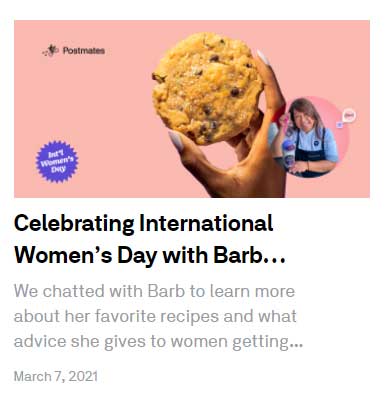 Postmates
Int'l
Women's
Day
Celebrating International
Women's Day with Barb...
We chatted with Barb to learn more
about her favorite recipes and what
advice she gives to women getting...
March 7, 2021